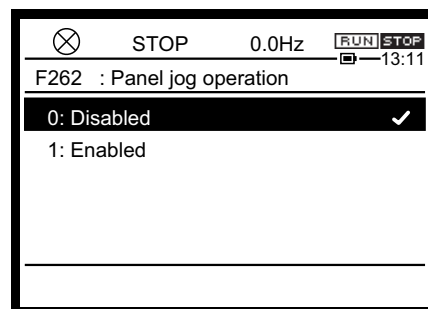 STOP 0.0Hz RUN STOP
13:11
F262 : Panel jog operation
0: Disabled
1: Enabled